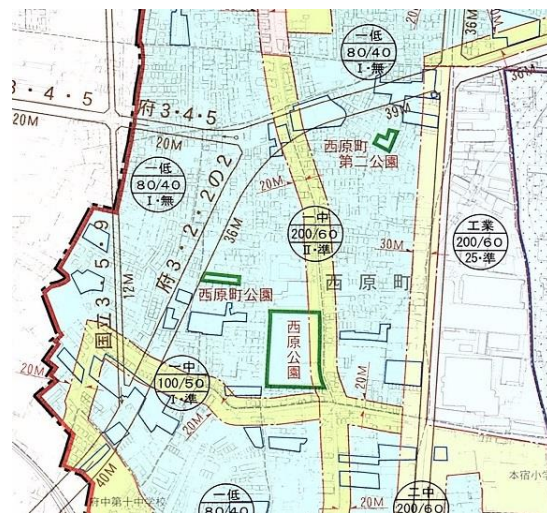 一低
80/40
I・無
20M
36M
36M
3・4・5
20M
府3・4・5
20M
39M
西原町
第二公園
一低
80/40
I・無
20M
府3・2・2の2
36M
一中
200/60
II・準
30M
工業
200/60
25・準
国立3・5・9
12M
西原町公園
西原町
西原公園
20M
一中
100/50
I・準
20M
20M
40M
府中第十中学校
一低
80/40
20M
二中
200/60
本宿小学